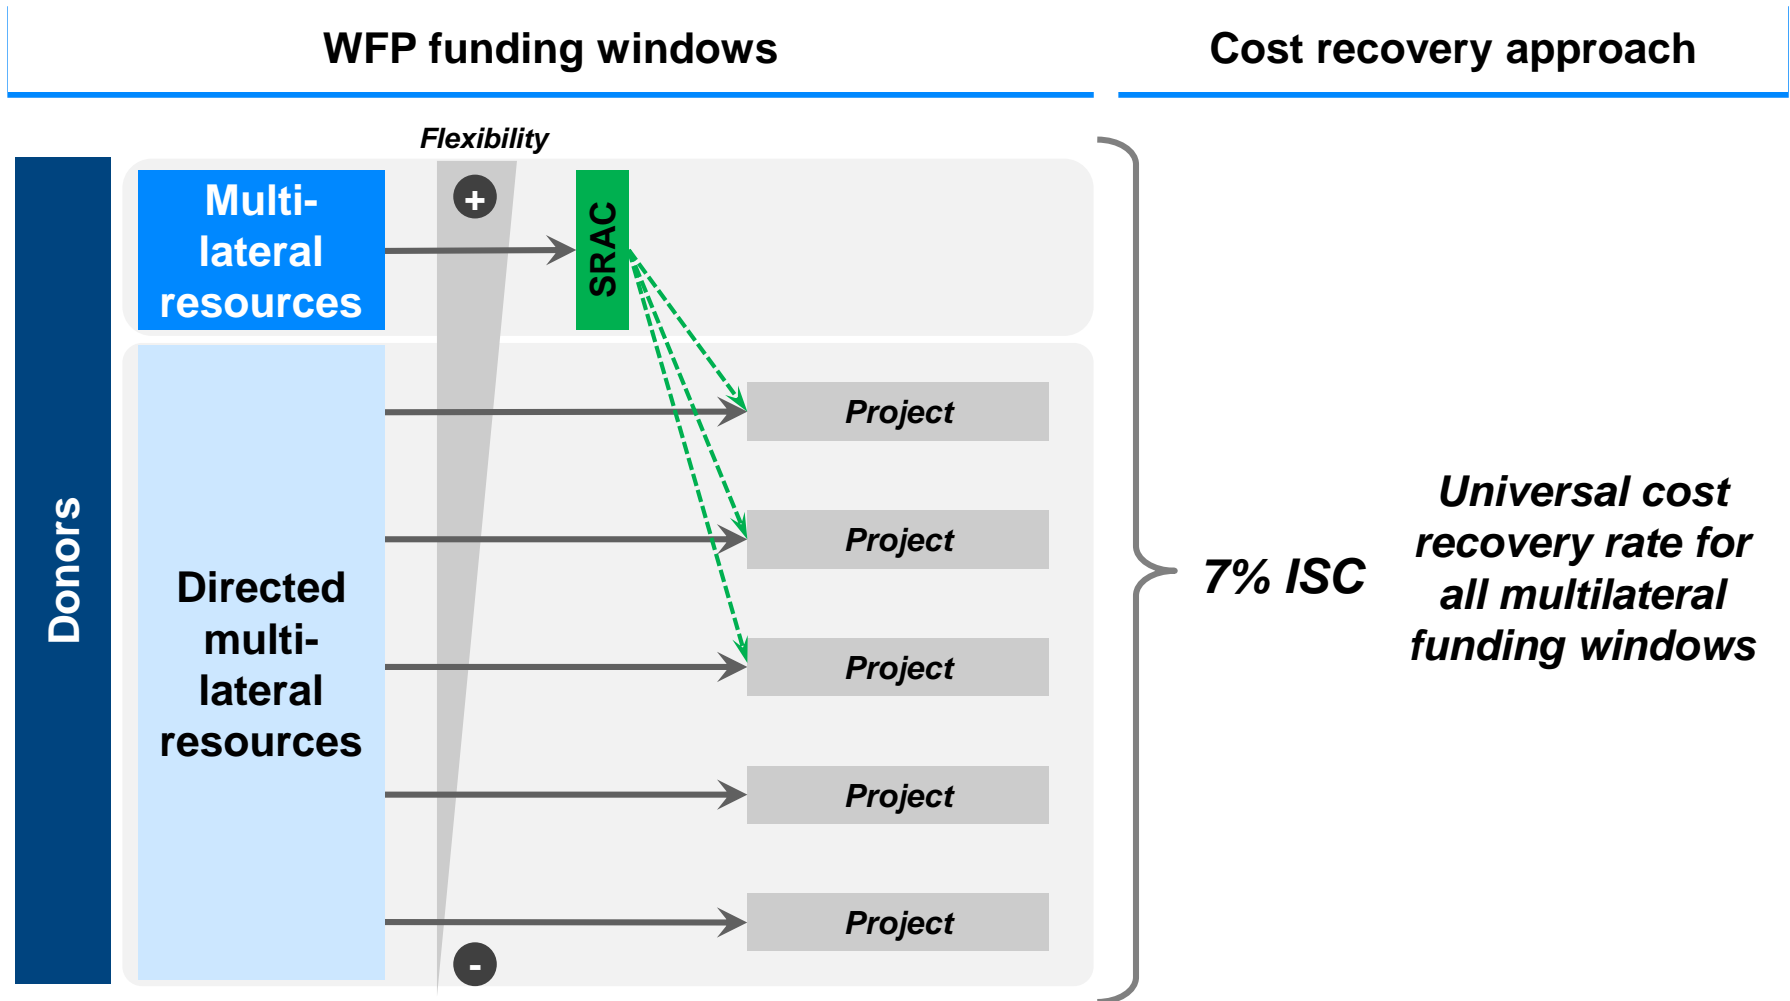 WFP funding windows
Cost recovery approach
Flexibility
Donors
Multi-
lateral
resources
+
SRAC
Directed
multi-
lateral
resources
Project
Project
Project
Project
Project
-
7% ISC
Universal cost
recovery rate for
all multilateral
funding windows